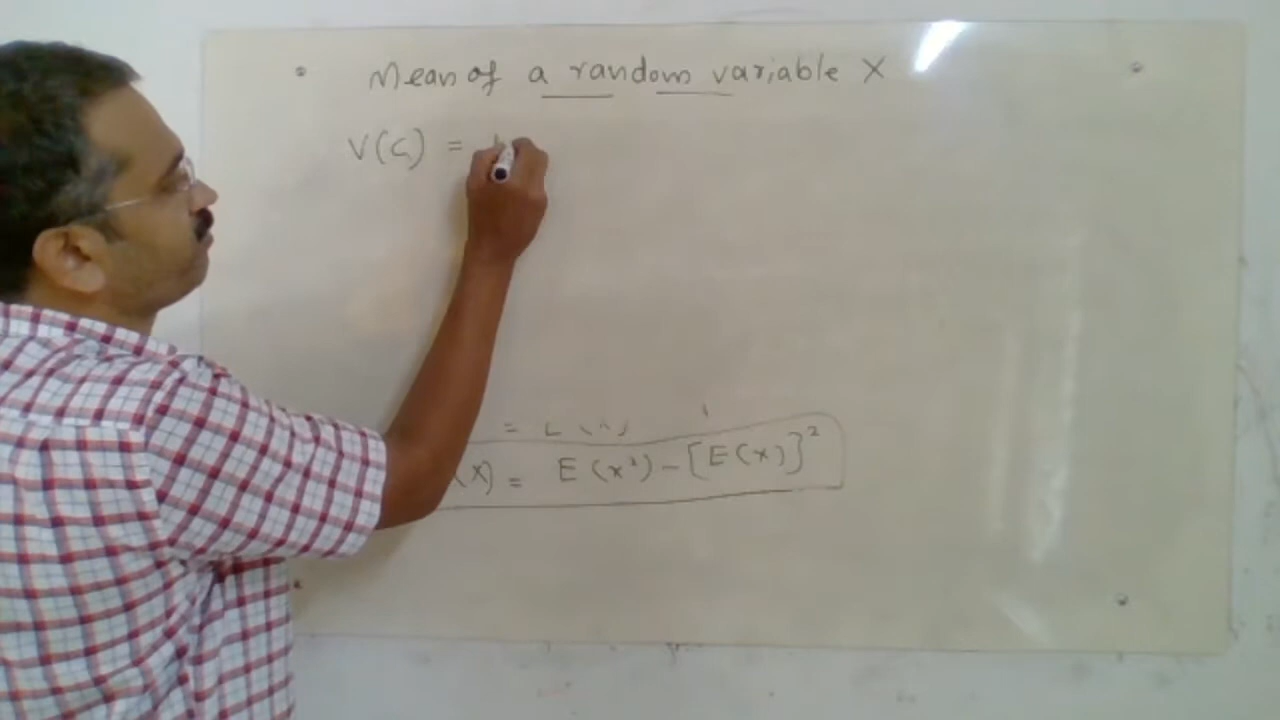 Mean of a random variable X
V(C) =
(X) = E(x²) - [E(x)]²